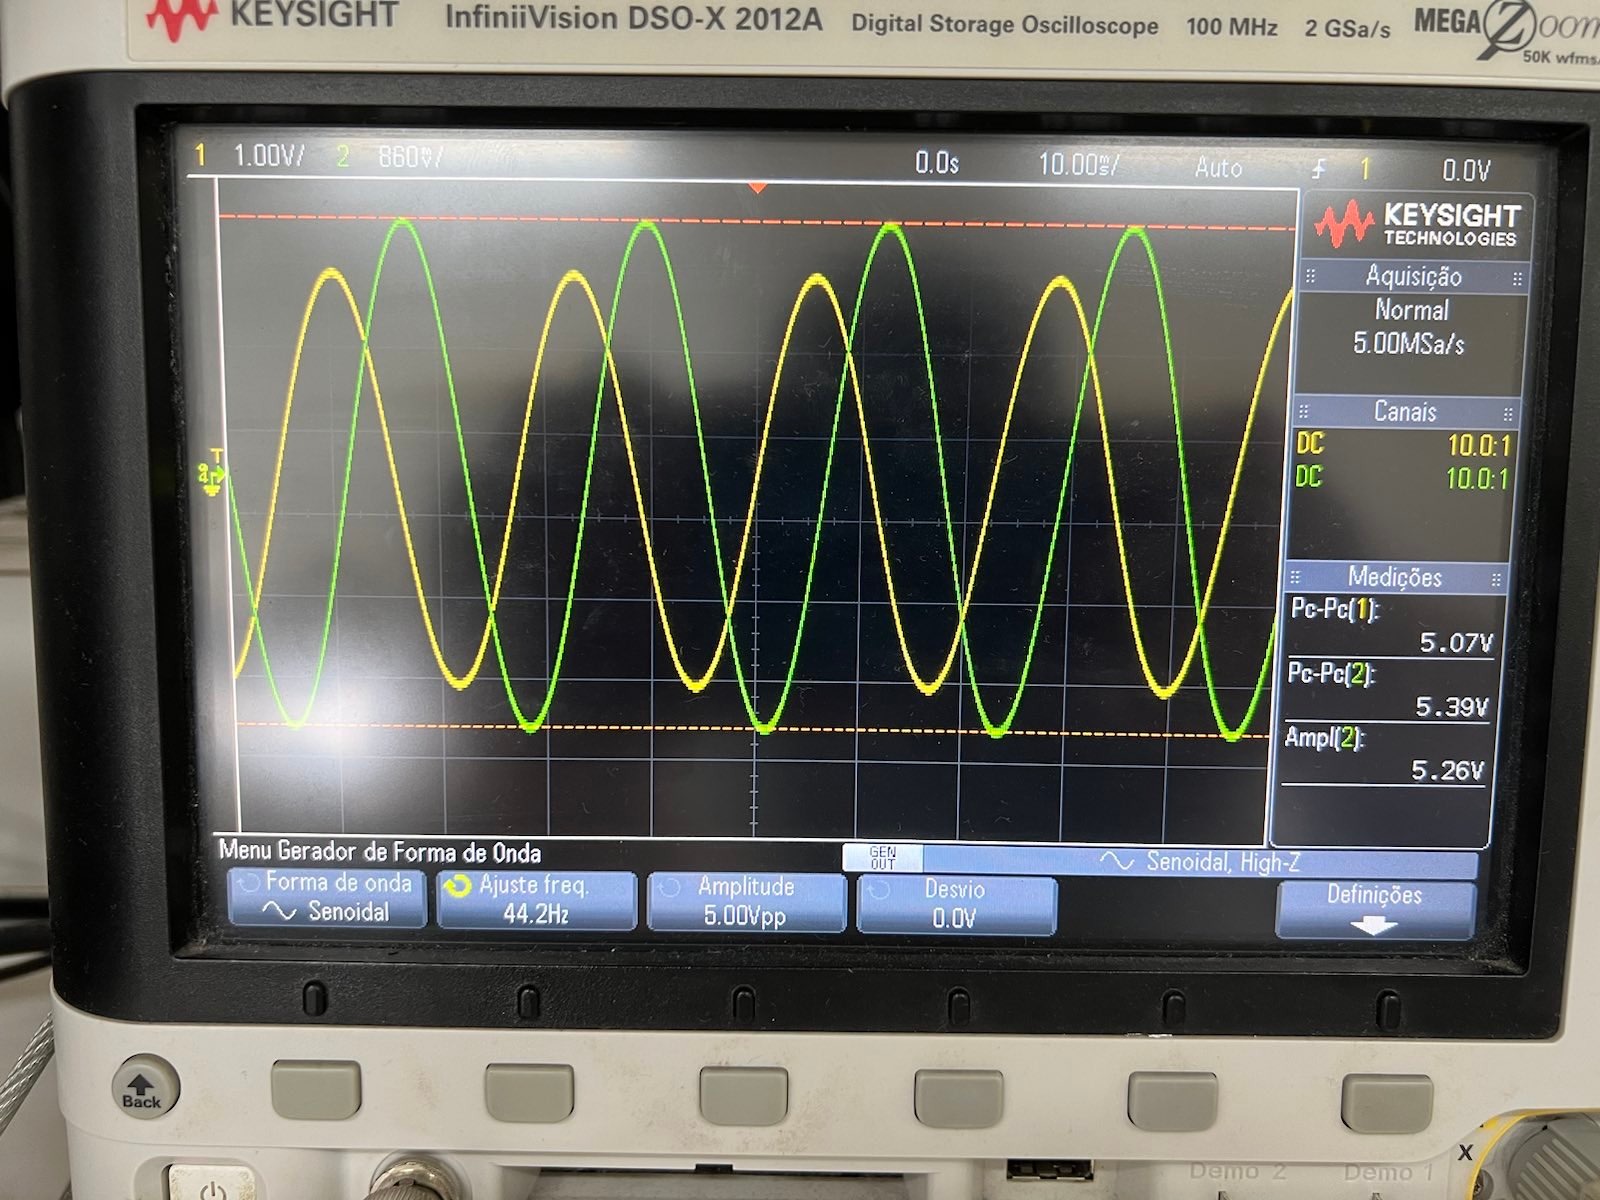 KEYSIGHT InfiniiVision DSO-X 2012A Digital Storage Oscilloscope 100 MHz 2 GSa/s MEGA Zoom
50K wfms/
1 1.00V/ 2 860mV/ 0.0s 10.00ms/ Auto 1 0.0V
KEYSIGHT
TECHNOLOGIES
Aquisição
Normal
5.00MSa/s
Canais
DC 10.0:1
DC 10.0:1
Medições
Pc-Pc(1):
5.07V
Pc-Pc(2):
5.39V
Ampl(2):
5.26V
T
Menu Gerador de Forma de Onda
GEN
OUT
Senoidal, High-Z
Forma de onda
Senoidal
Ajuste freq.
44.2Hz
Amplitude
5.00Vpp
Desvio
0.0V
Definições
Back
X
Demo 2 Demo 1